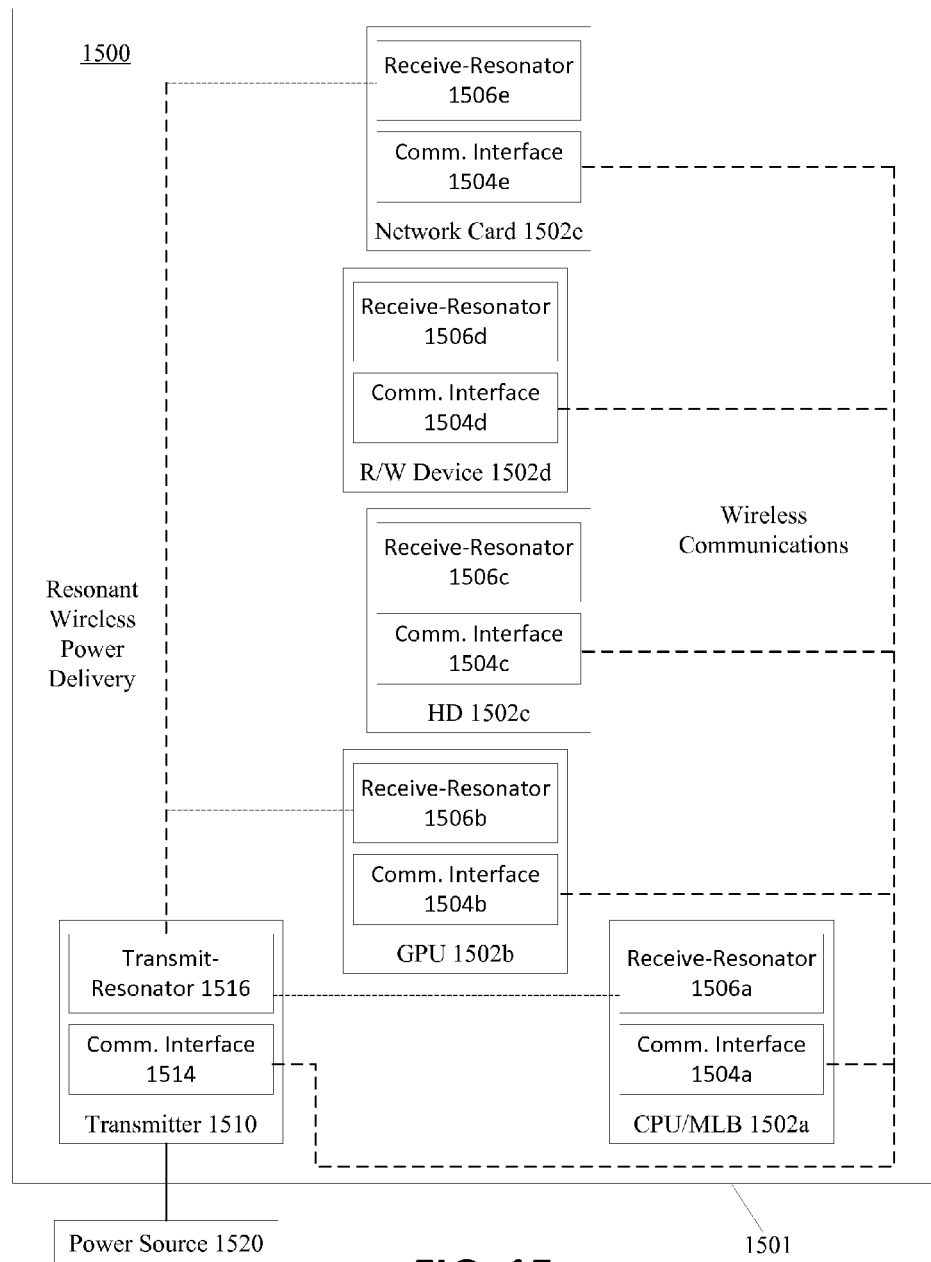 1500
Receive-Resonator
1506e
Comm. Interface
1504e
Network Card 1502e
Receive-Resonator
1506d
Comm. Interface
1504d
R/W Device 1502d
Wireless
Communications
Receive-Resonator
1506c
Comm. Interface
1504c
HD 1502c
Resonant
Wireless
Power
Delivery
Receive-Resonator
1506b
Comm. Interface
1504b
GPU 1502b
Transmit-
Resonator 1516
Comm. Interface
1514
Transmitter 1510
Receive-Resonator
1506a
Comm. Interface
1504a
CPU/MLB 1502a
Power Source 1520
1501